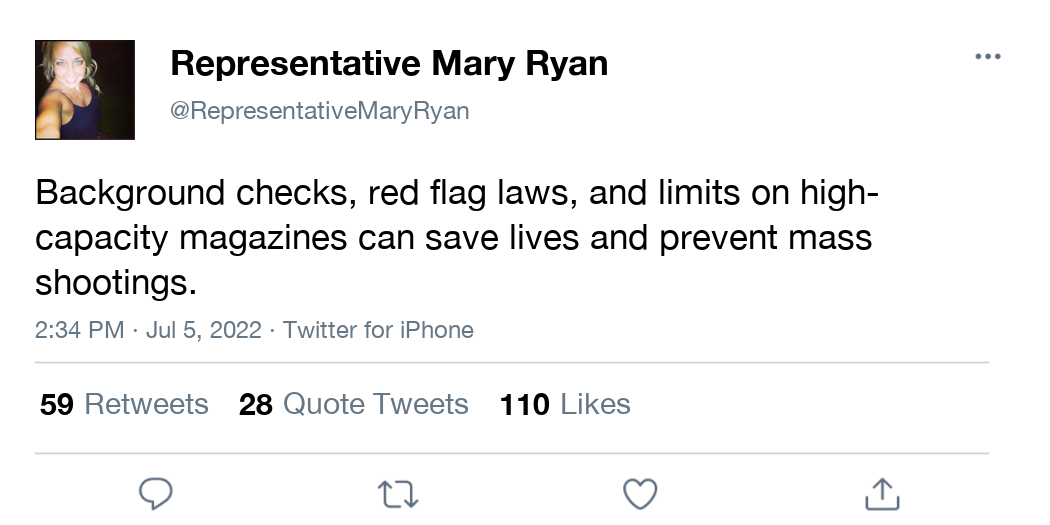 Representative Mary Ryan
@RepresentativeMaryRyan
Background checks, red flag laws, and limits on high-
capacity magazines can save lives and prevent mass
shootings.
2:34 PM · Jul 5, 2022 · Twitter for iPhone
59 Retweets 28 Quote Tweets 110 Likes